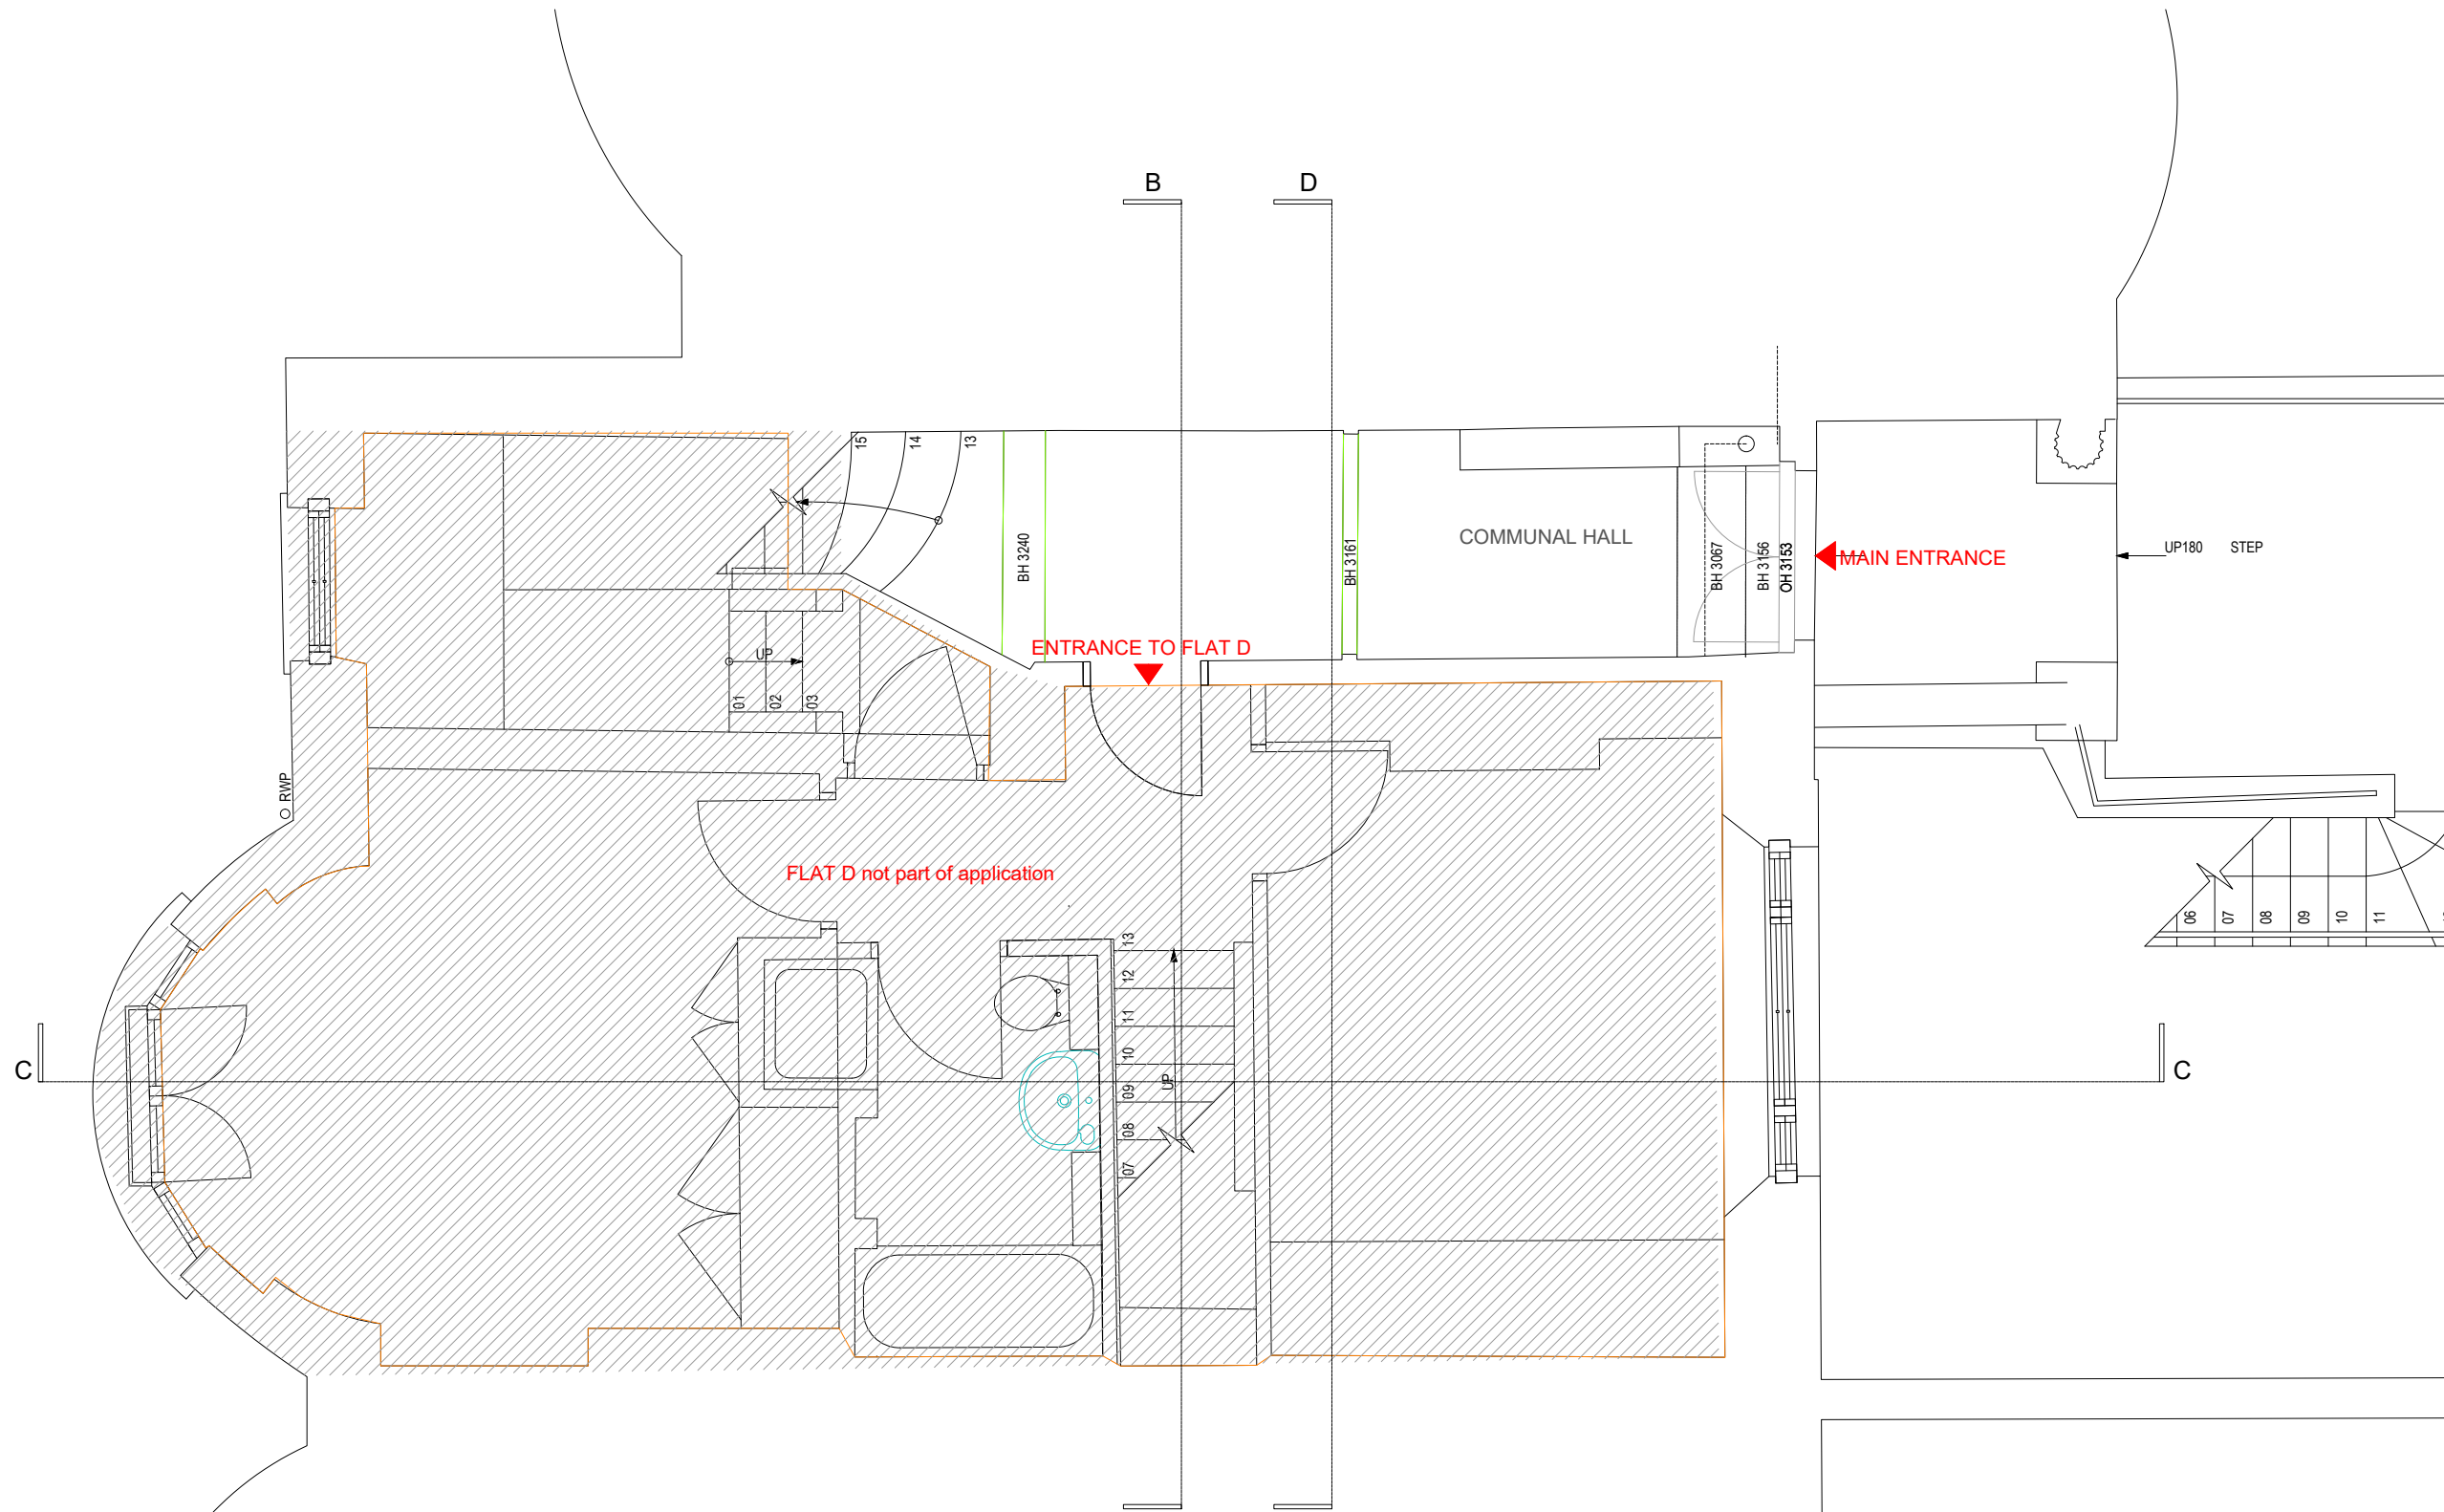 B
D
15
14
13
BH 3240
BH 3161
COMMUNAL HALL
BH 3067
BH 3156
OH 3153
MAIN ENTRANCE
UP180
STEP
ENTRANCE TO FLAT D
UP
01
02
03
RWP
FLAT D not part of application
13
12
11
10
09
08
07
UP
06
07
08
09
10
11
C
C